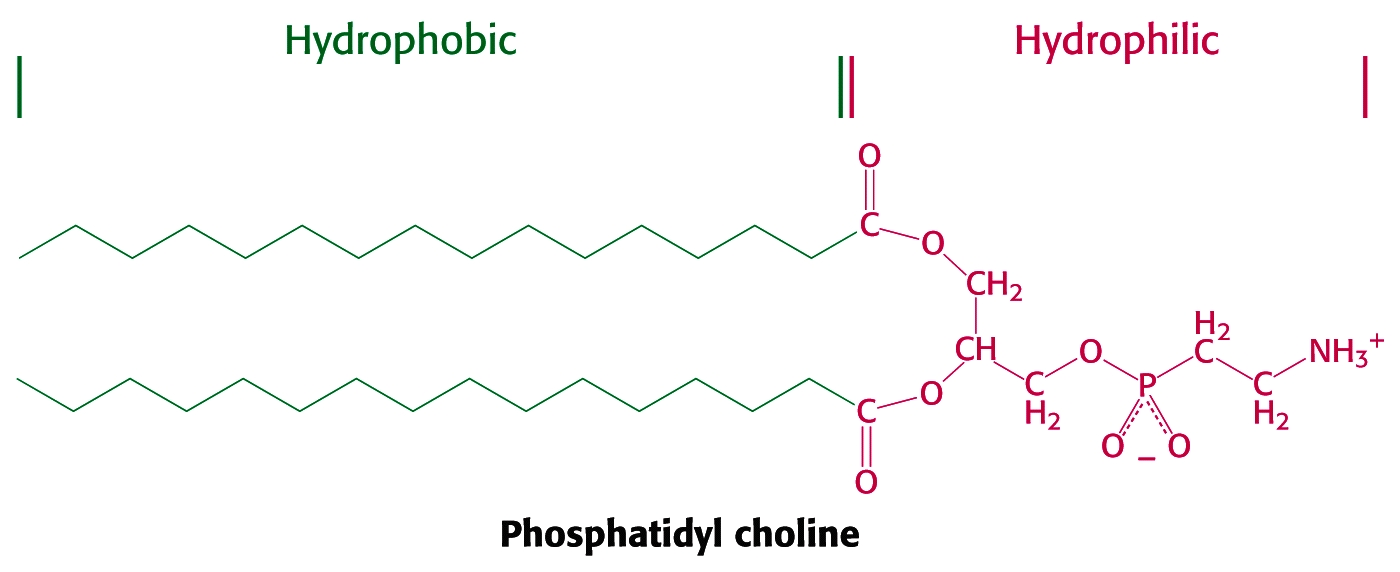 Hydrophobic Hydrophilic
O
C
O
CH₂
CH
O
C
O
C
H₂
O
P
O
O
–
H₂
C
C
H₂
NH₃⁺
Phosphatidyl choline